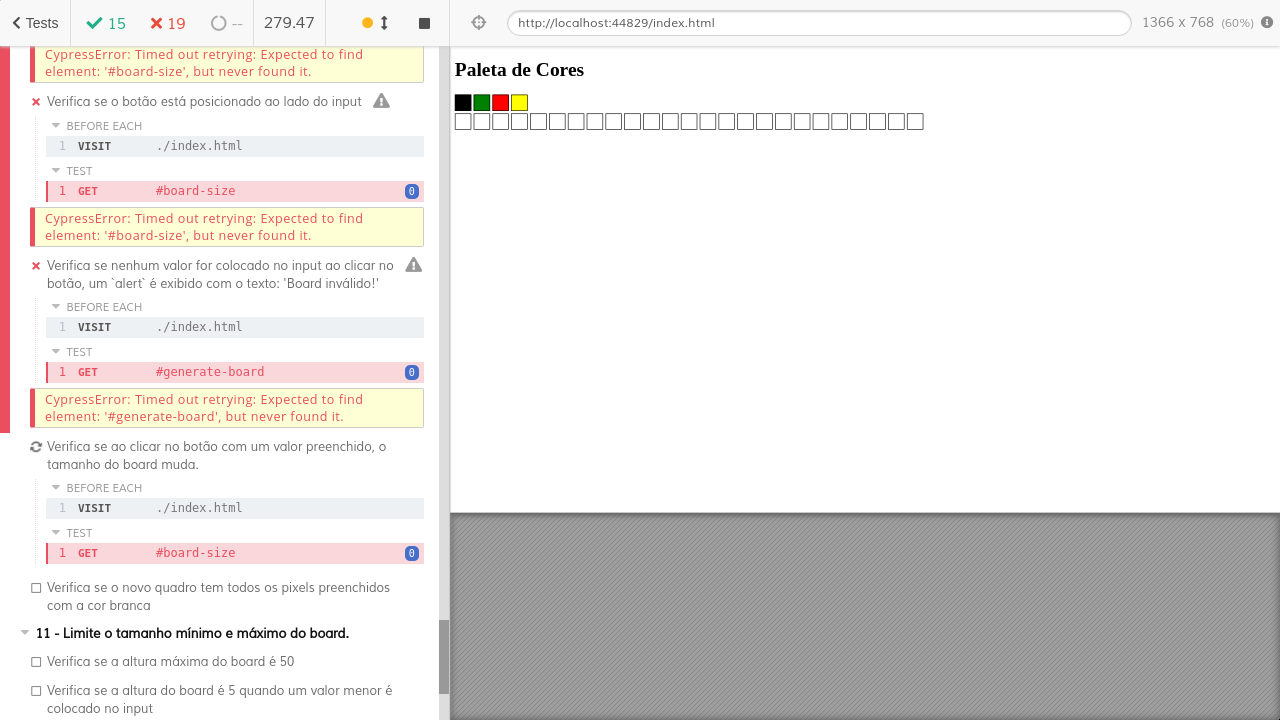 Tests
15
19
--
279.47
http://localhost:44829/index.html
1366 x 768 (60%)
CypressError: Timed out retrying: Expected to find
element: '#board-size', but never found it.
Verifica se o botão está posicionado ao lado do input
BEFORE EACH
1 VISIT ./index.html
TEST
1 GET #board-size 0
CypressError: Timed out retrying: Expected to find
element: '#board-size', but never found it.
Verifica se nenhum valor for colocado no input ao clicar no
botão, um `alert` é exibido com o texto: 'Board inválido!'
BEFORE EACH
1 VISIT ./index.html
TEST
1 GET #generate-board 0
CypressError: Timed out retrying: Expected to find
element: '#generate-board', but never found it.
Verifica se ao clicar no botão com um valor preenchido, o
tamanho do board muda.
BEFORE EACH
1 VISIT ./index.html
TEST
1 GET #board-size 0
Verifica se o novo quadro tem todos os pixels preenchidos
com a cor branca
11 - Limite o tamanho mínimo e máximo do board.
Verifica se a altura máxima do board é 50
Verifica se a altura do board é 5 quando um valor menor é
colocado no input
Paleta de Cores